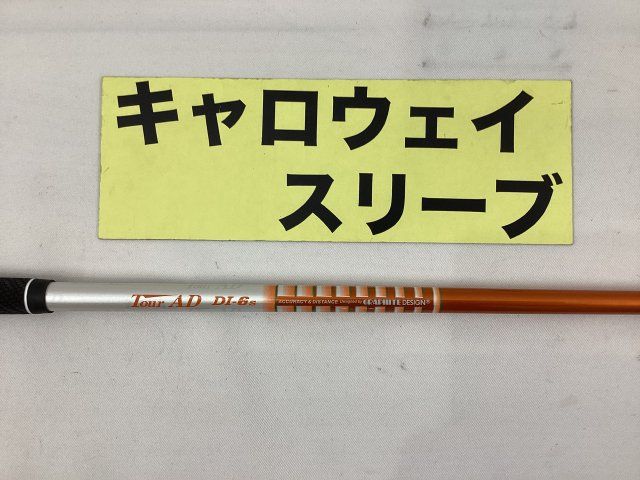 キャロウェイ
スリーブ
Tour AD DI-6s ACCURACY & DISTANCE Designed by GRAPHITE DESIGN®